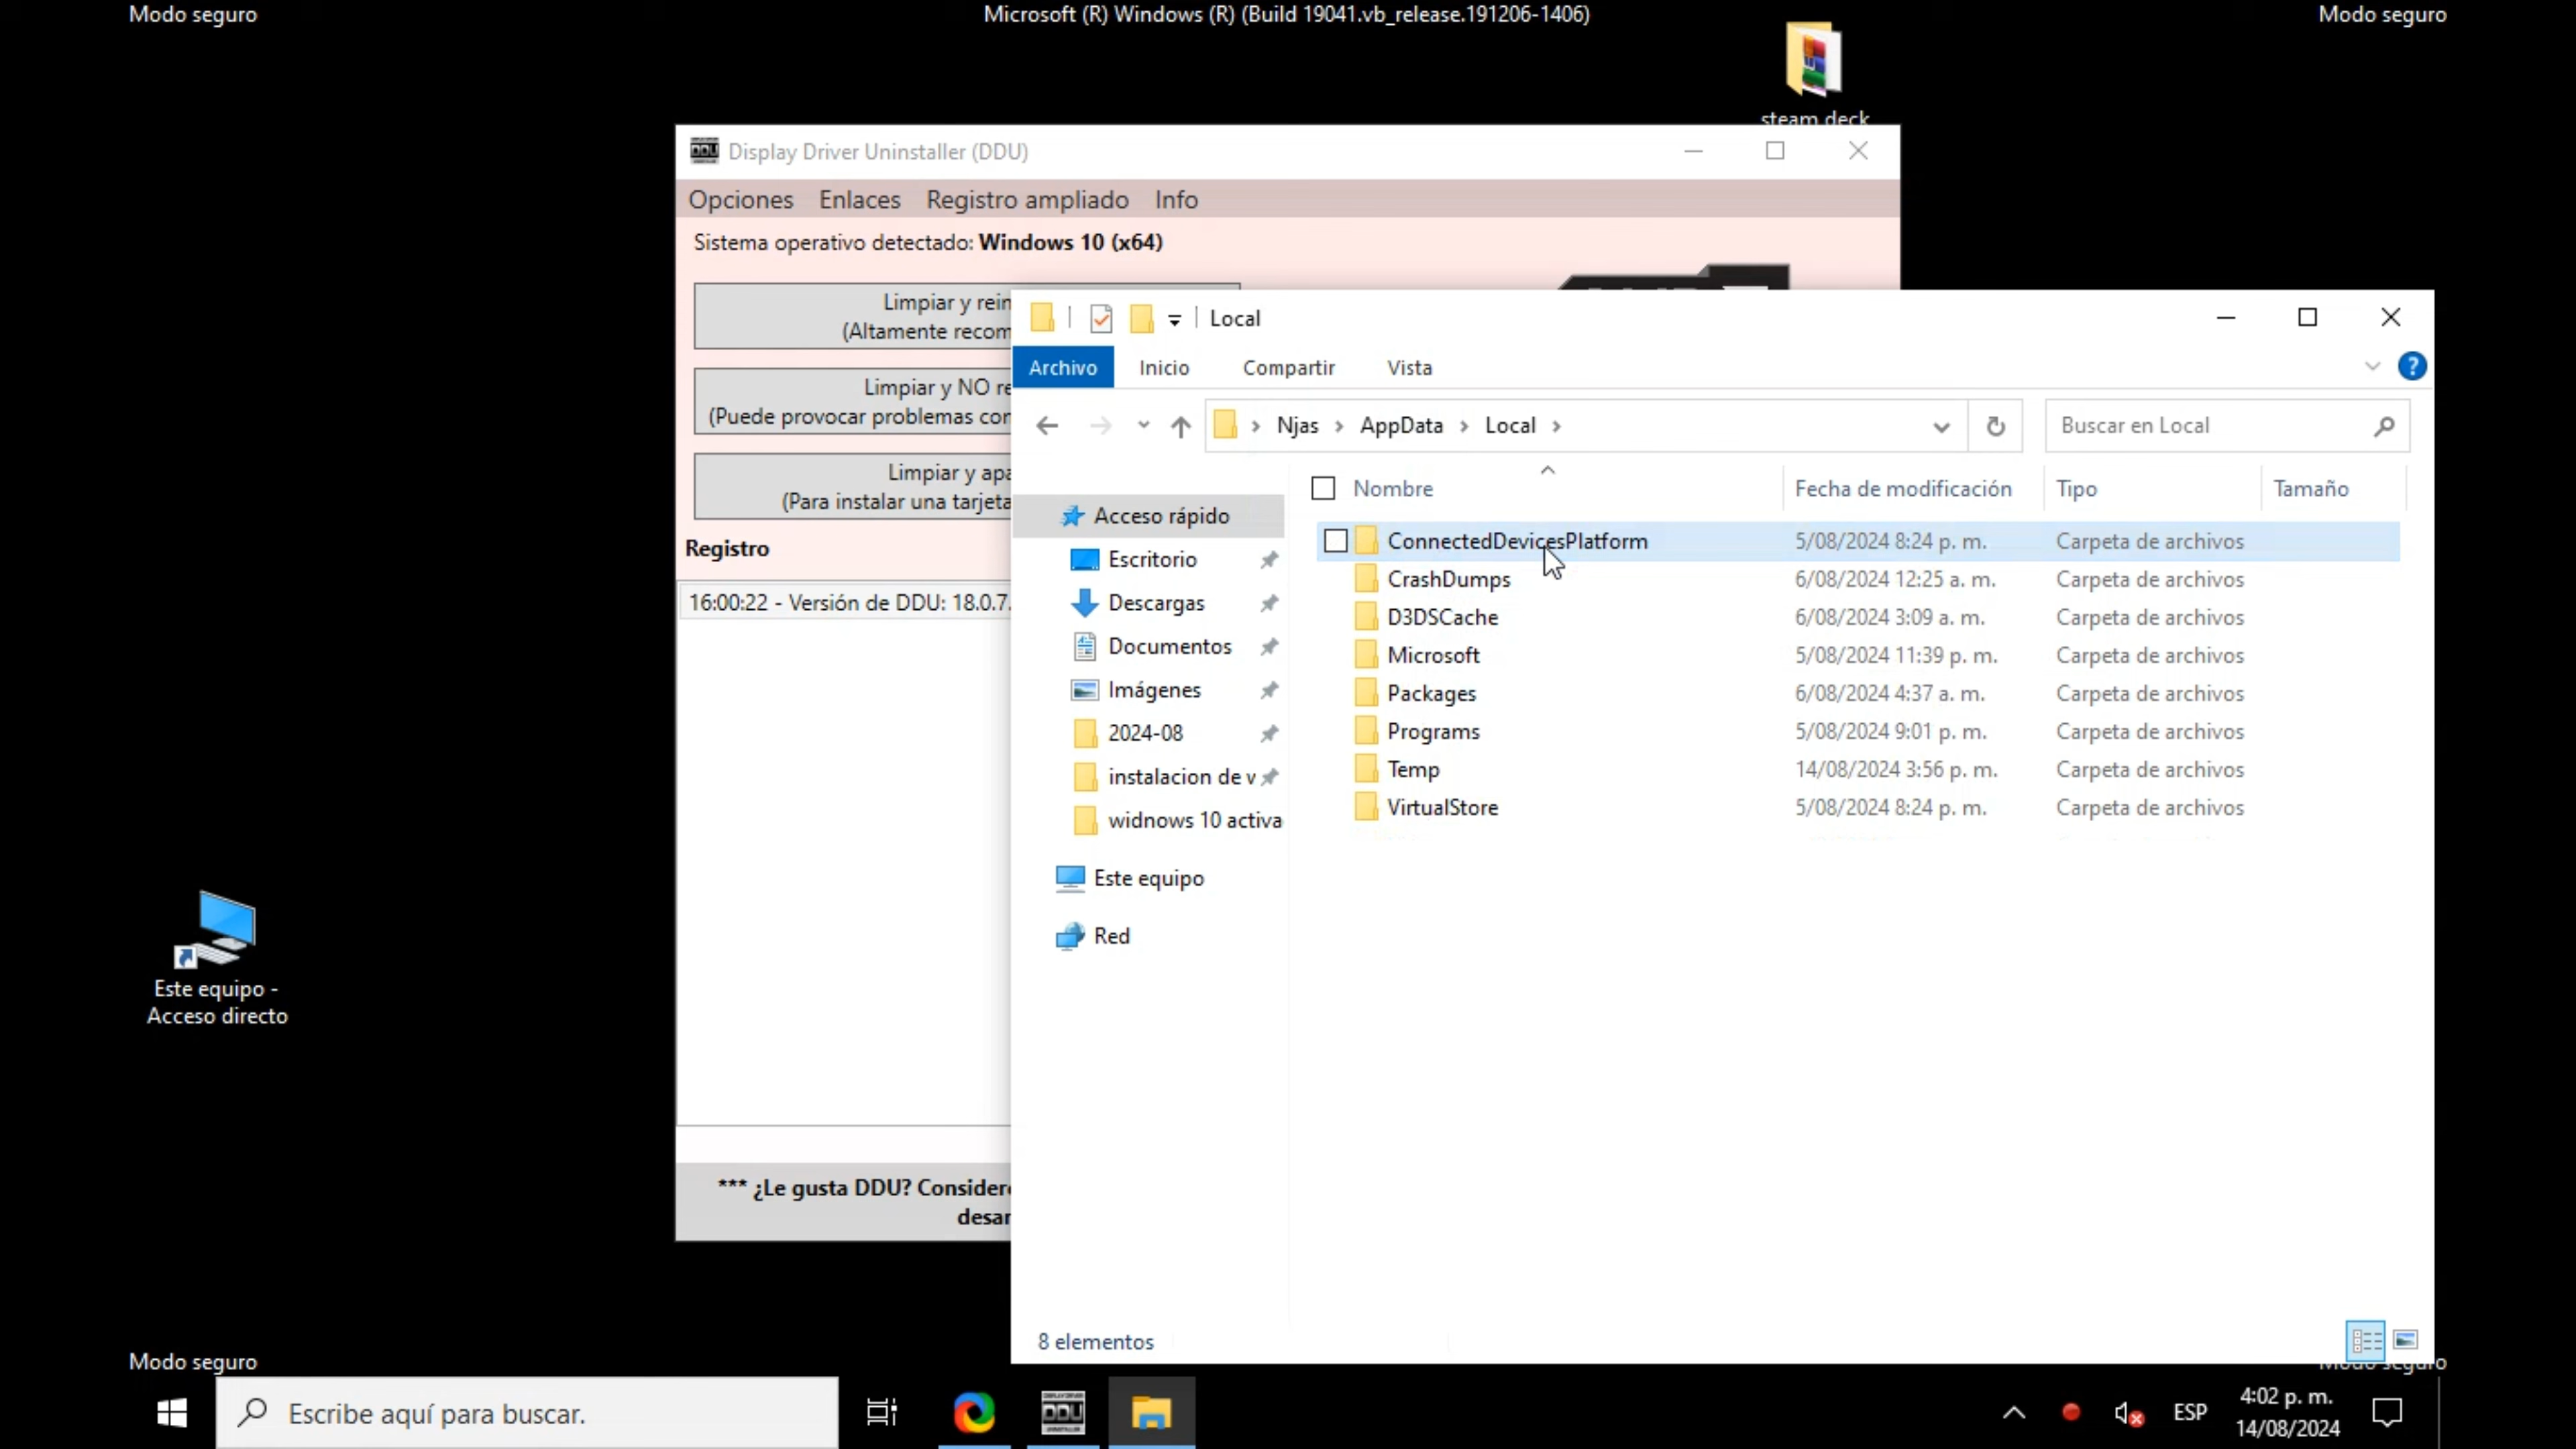 Modo seguro
Microsoft (R) Windows (R) (Build 19041.vb_release.191206-1406)
Modo seguro
steam deck
Display Driver Uninstaller (DDU)
Opciones Enlaces Registro ampliado Info
Sistema operativo detectado: Windows 10 (x64)
Limpiar y rein
(Altamente recom
Limpiar y NO re
(Puede provocar problemas con
Limpiar y apa
(Para instalar una tarjeta
Registro
16:00:22 - Versión de DDU: 18.0.7.
*** ¿Le gusta DDU? Considere
desar
Local
Archivo Inicio Compartir Vista
Njas AppData Local
Buscar en Local
Nombre Fecha de modificación Tipo Tamaño
Acceso rápido
Escritorio
Descargas
Documentos
Imágenes
2024-08
instalacion de v
widnows 10 activa
Este equipo
Red
ConnectedDevicesPlatform 5/08/2024 8:24 p. m. Carpeta de archivos
CrashDumps 6/08/2024 12:25 a. m. Carpeta de archivos
D3DSCache 6/08/2024 3:09 a. m. Carpeta de archivos
Microsoft 5/08/2024 11:39 p. m. Carpeta de archivos
Packages 6/08/2024 4:37 a. m. Carpeta de archivos
Programs 5/08/2024 9:01 p. m. Carpeta de archivos
Temp 14/08/2024 3:56 p. m. Carpeta de archivos
VirtualStore 5/08/2024 8:24 p. m. Carpeta de archivos
8 elementos
Este equipo -
Acceso directo
Modo seguro
Modo seguro
Escribe aquí para buscar.
DDU
ESP
4:02 p. m.
14/08/2024